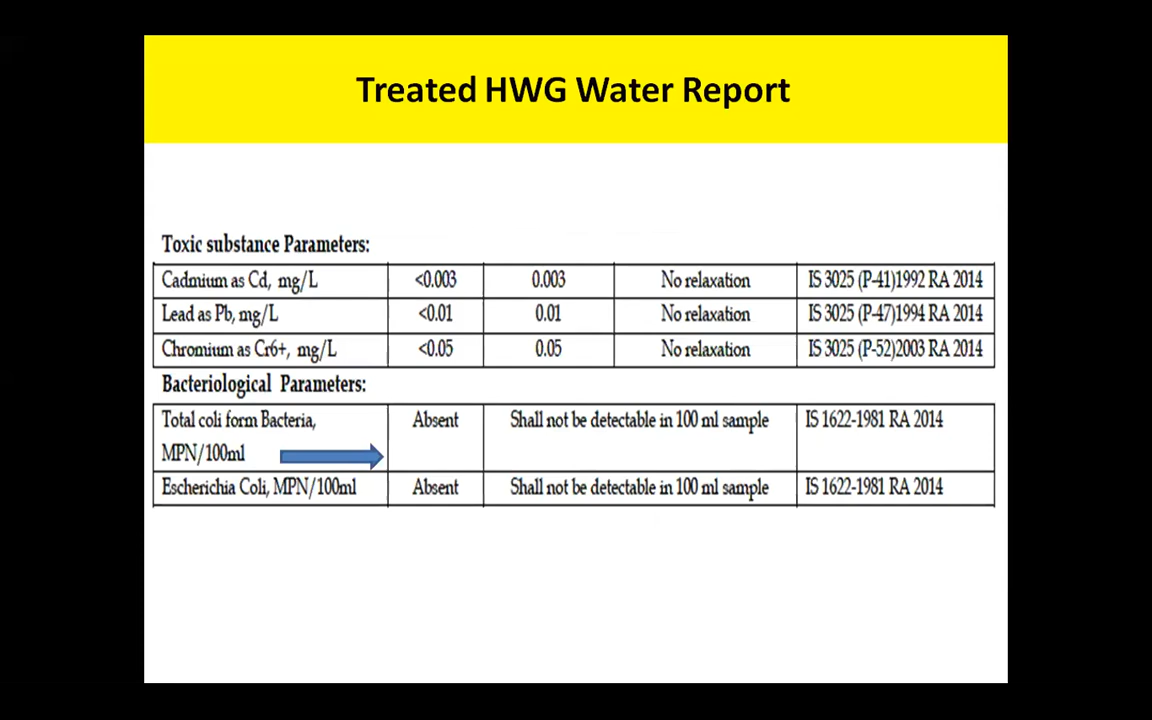 Treated HWG Water Report
Toxic substance Parameters:
Cadmium as Cd, mg/L <0.003 0.003 No relaxation IS 3025 (P-41)1992 RA 2014
Lead as Pb, mg/L <0.01 0.01 No relaxation IS 3025 (P-47)1994 RA 2014
Chromium as Cr6+, mg/L <0.05 0.05 No relaxation IS 3025 (P-52)2003 RA 2014
Bacteriological Parameters:
Total coli form Bacteria, Absent Shall not be detectable in 100 ml sample IS 1622-1981 RA 2014
MPN/100ml
Escherichia Coli, MPN/100ml Absent Shall not be detectable in 100 ml sample IS 1622-1981 RA 2014